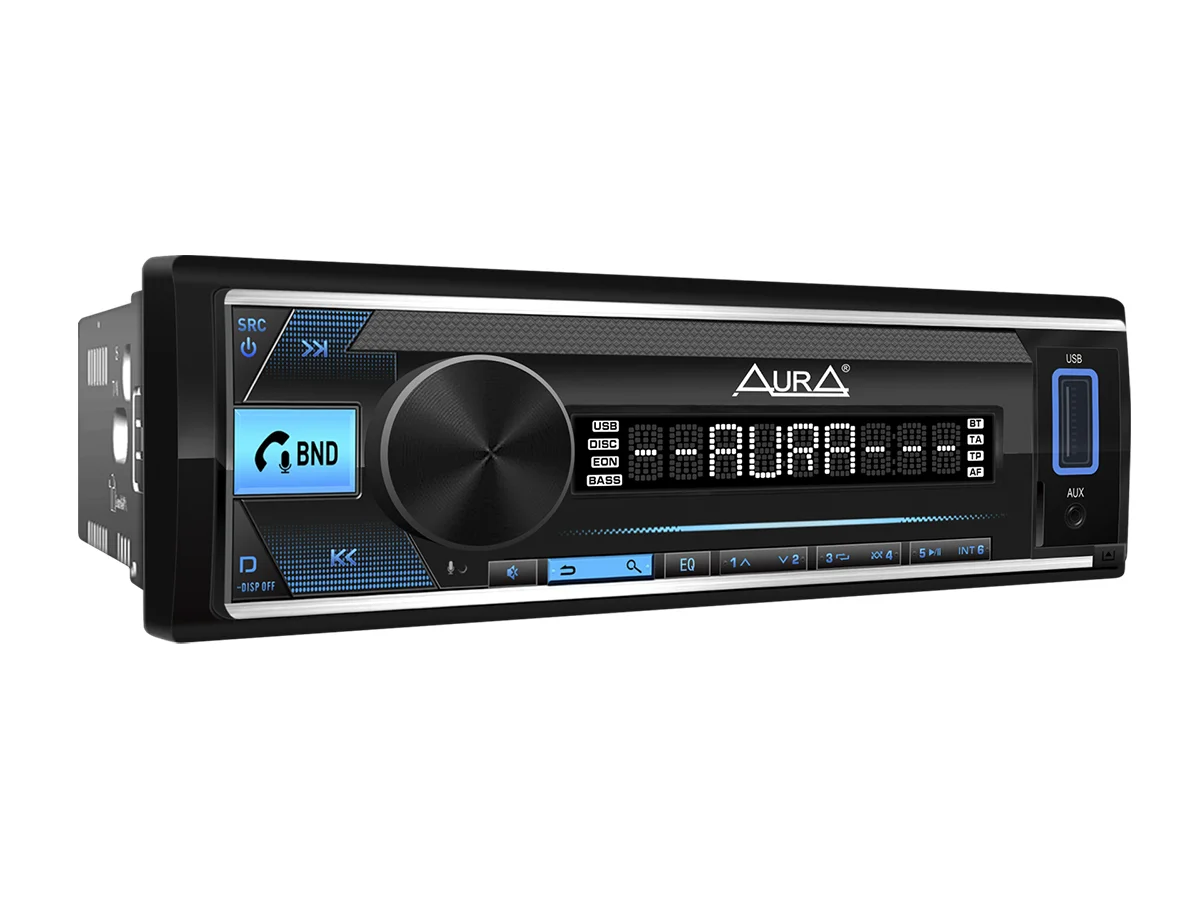 SRC
BND
D
-DISP OFF
AURA®
USB
DISC
EON
BASS
--AURA---
BT
TA
TP
AF
EQ
1
2
3
4
5
INT 6
USB
AUX